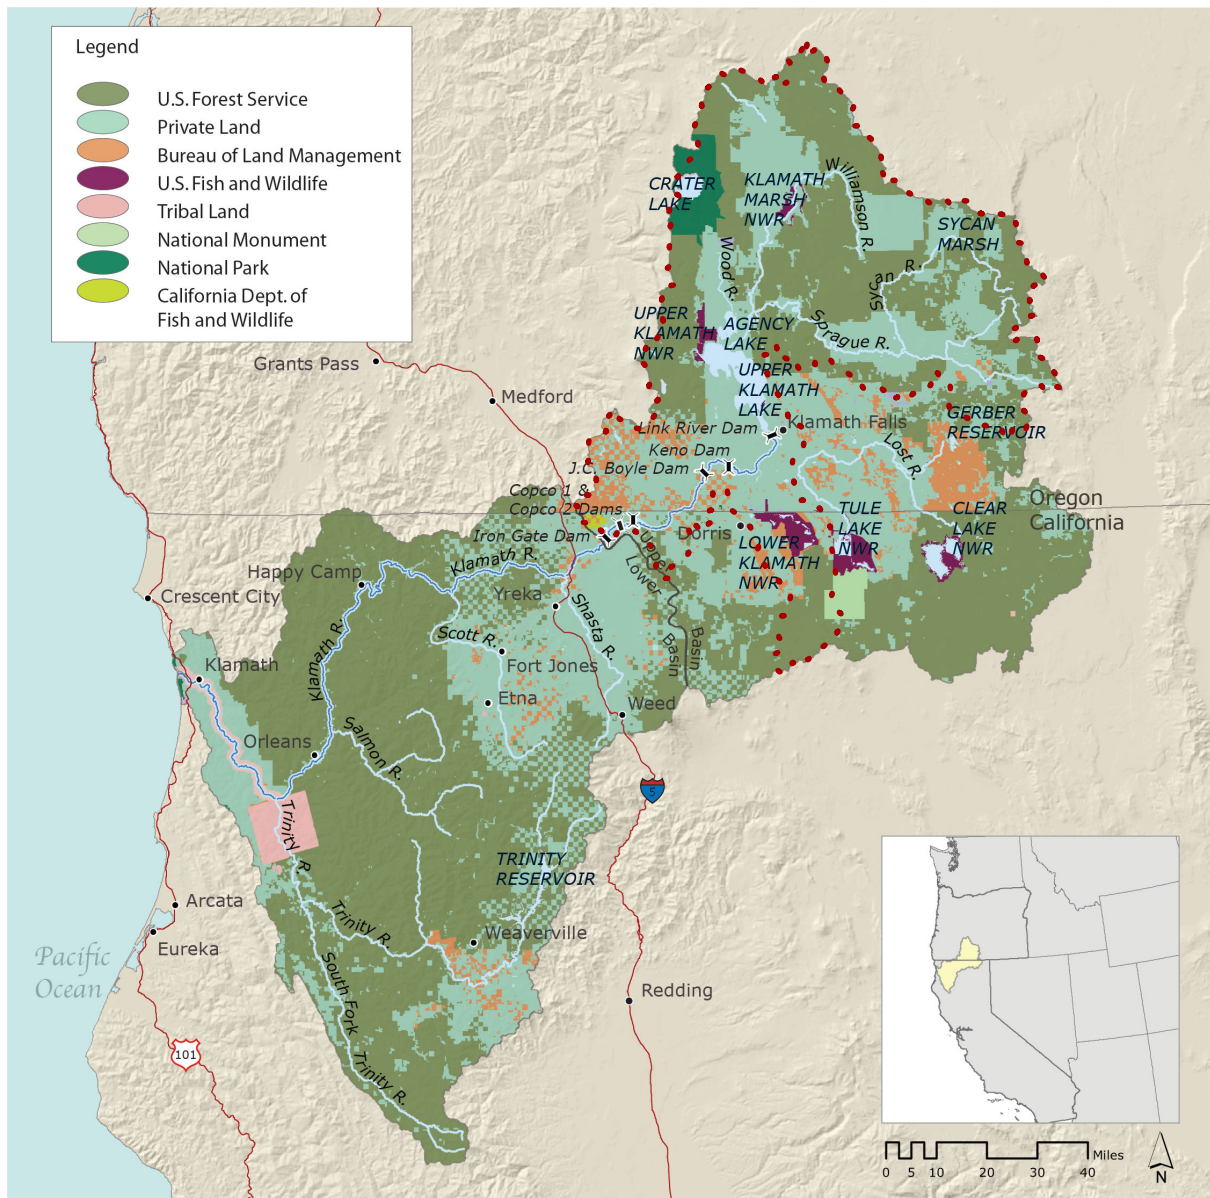 Legend
U.S. Forest Service
Private Land
Bureau of Land Management
U.S. Fish and Wildlife
Tribal Land
National Monument
National Park
California Dept. of
Fish and Wildlife
CRATER
LAKE
KLAMATH
MARSH
NWR
Williamson R.
SYCAN
MARSH
Wood R.
Sycan R.
UPPER
KLAMATH
NWR
AGENCY
LAKE
Sprague R.
Grants Pass
UPPER
KLAMATH
LAKE
Medford
GERBER
RESERVOIR
Link River Dam
Klamath Falls
Lost R.
Keno Dam
J.C. Boyle Dam
Copco 1 &
Copco 2 Dams
Oregon
California
TULE
LAKE
NWR
CLEAR
LAKE
NWR
Iron Gate Dam
Dorris
LOWER
KLAMATH
NWR
Upper
Lower
Basin
Basin
Klamath R.
Happy Camp
Crescent City
Yreka
Shasta R.
Scott R.
Fort Jones
Klamath R.
Klamath
Etna
Weed
Orleans
Salmon R.
5
Trinity R.
TRINITY
RESERVOIR
Arcata
Eureka
Trinity R.
Weaverville
Pacific
Ocean
South Fork
Trinity R.
Redding
101
0 5 10 20 30 40
Miles
N